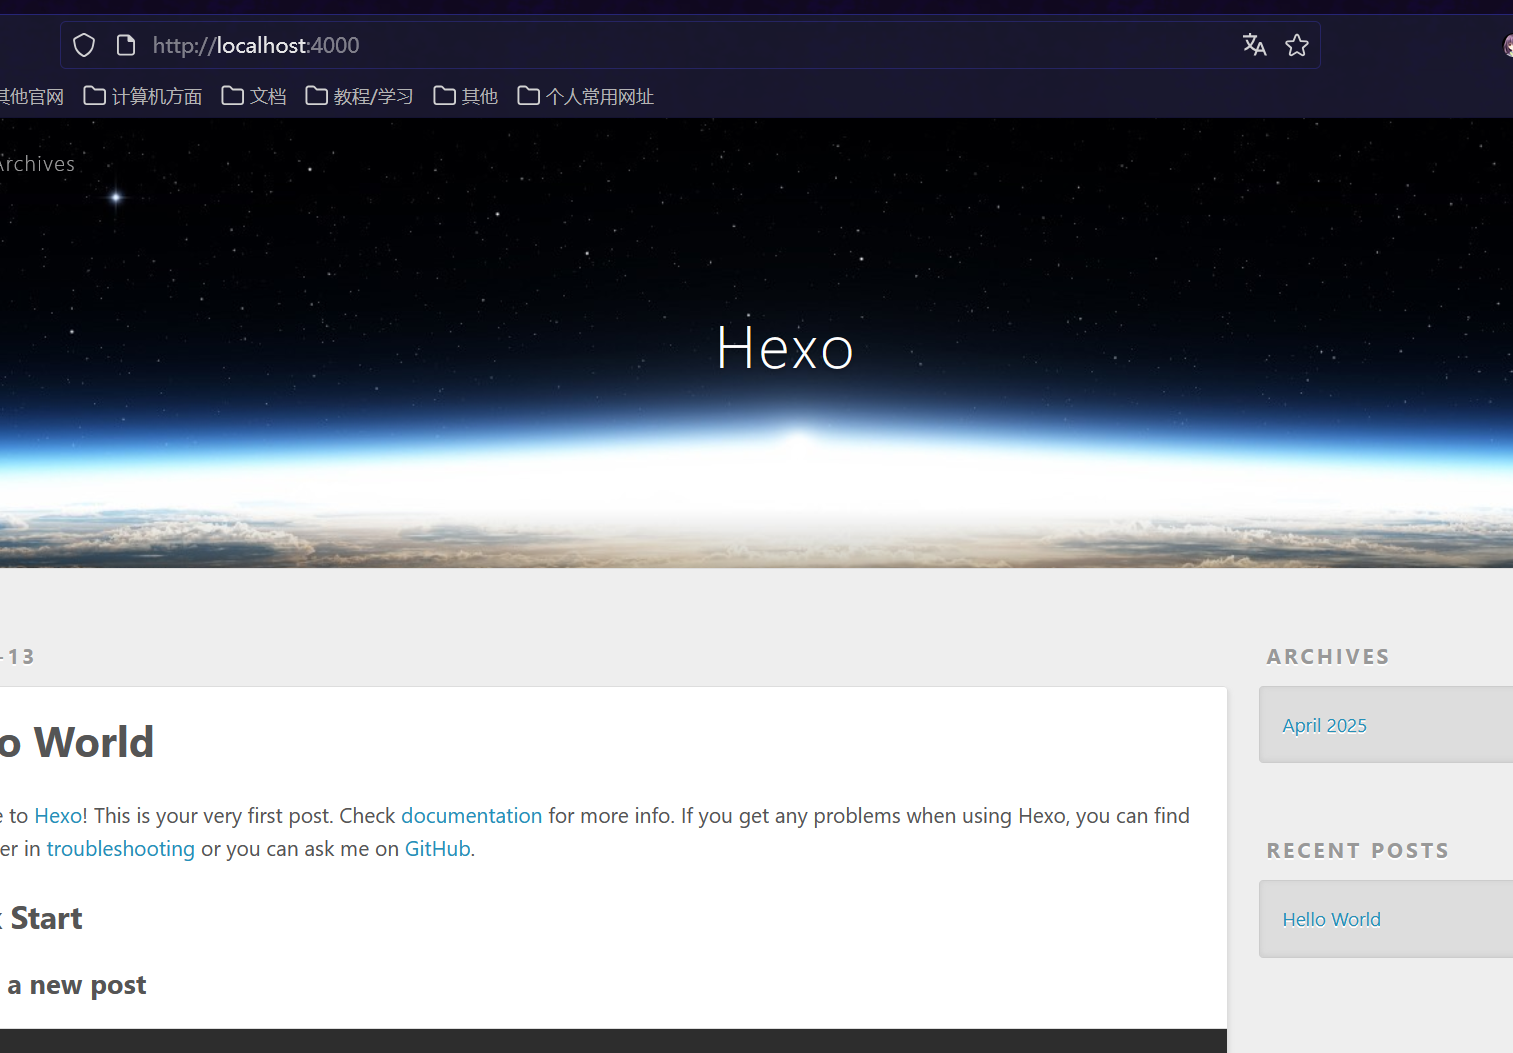 http://localhost:4000
其他官网 计算机方面 文档 教程/学习 其他 个人常用网址
Archives
Hexo
-13
o World
e to Hexo! This is your very first post. Check documentation for more info. If you get any problems when using Hexo, you can find
er in troubleshooting or you can ask me on GitHub.
Start
a new post
ARCHIVES
April 2025
RECENT POSTS
Hello World